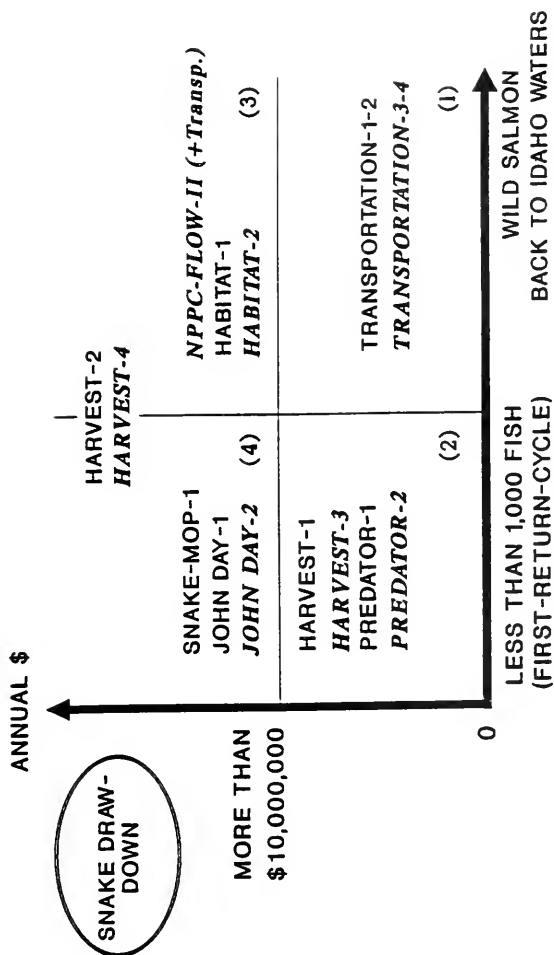 ANNUAL $
SNAKE DRAW-
DOWN
HARVEST-2
HARVEST-4
MORE THAN
$10,000,000
SNAKE-MOP-1
JOHN DAY-1
JOHN DAY-2
(4)
NPPC-FLOW-II (+Transp.)
HABITAT-1
HABITAT-2
(3)
HARVEST-1
HARVEST-3
PREDATOR-1
PREDATOR-2
(2)
TRANSPORTATION-1-2
TRANSPORTATION-3-4
(1)
0
LESS THAN 1,000 FISH
(FIRST-RETURN-CYCLE)
WILD SALMON
BACK TO IDAHO WATERS